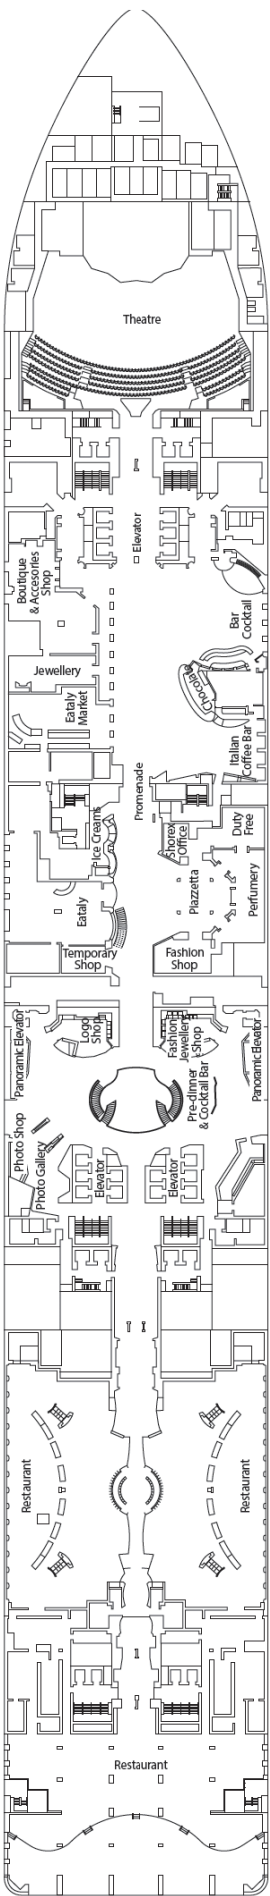 Theatre
Elevator
Boutique
& Accesories
Shop
Bar
Cocktail
Jewellery
Chocolate
Eataly
Market
Italian
Coffee Bar
Promenade
Ice Creams
Shorex
Office
Duty
Free
Eataly
Piazzetta
Perfumery
Temporary
Shop
Fashion
Shop
Panoramic Elevator
Logo
Shop
Fashion
Jewellery
Shop
Panoramic Elevator
Pre-dinner
& Cocktail Bar
Photo Shop
Photo Gallery
Elevator
Elevator
Restaurant
Restaurant
Restaurant